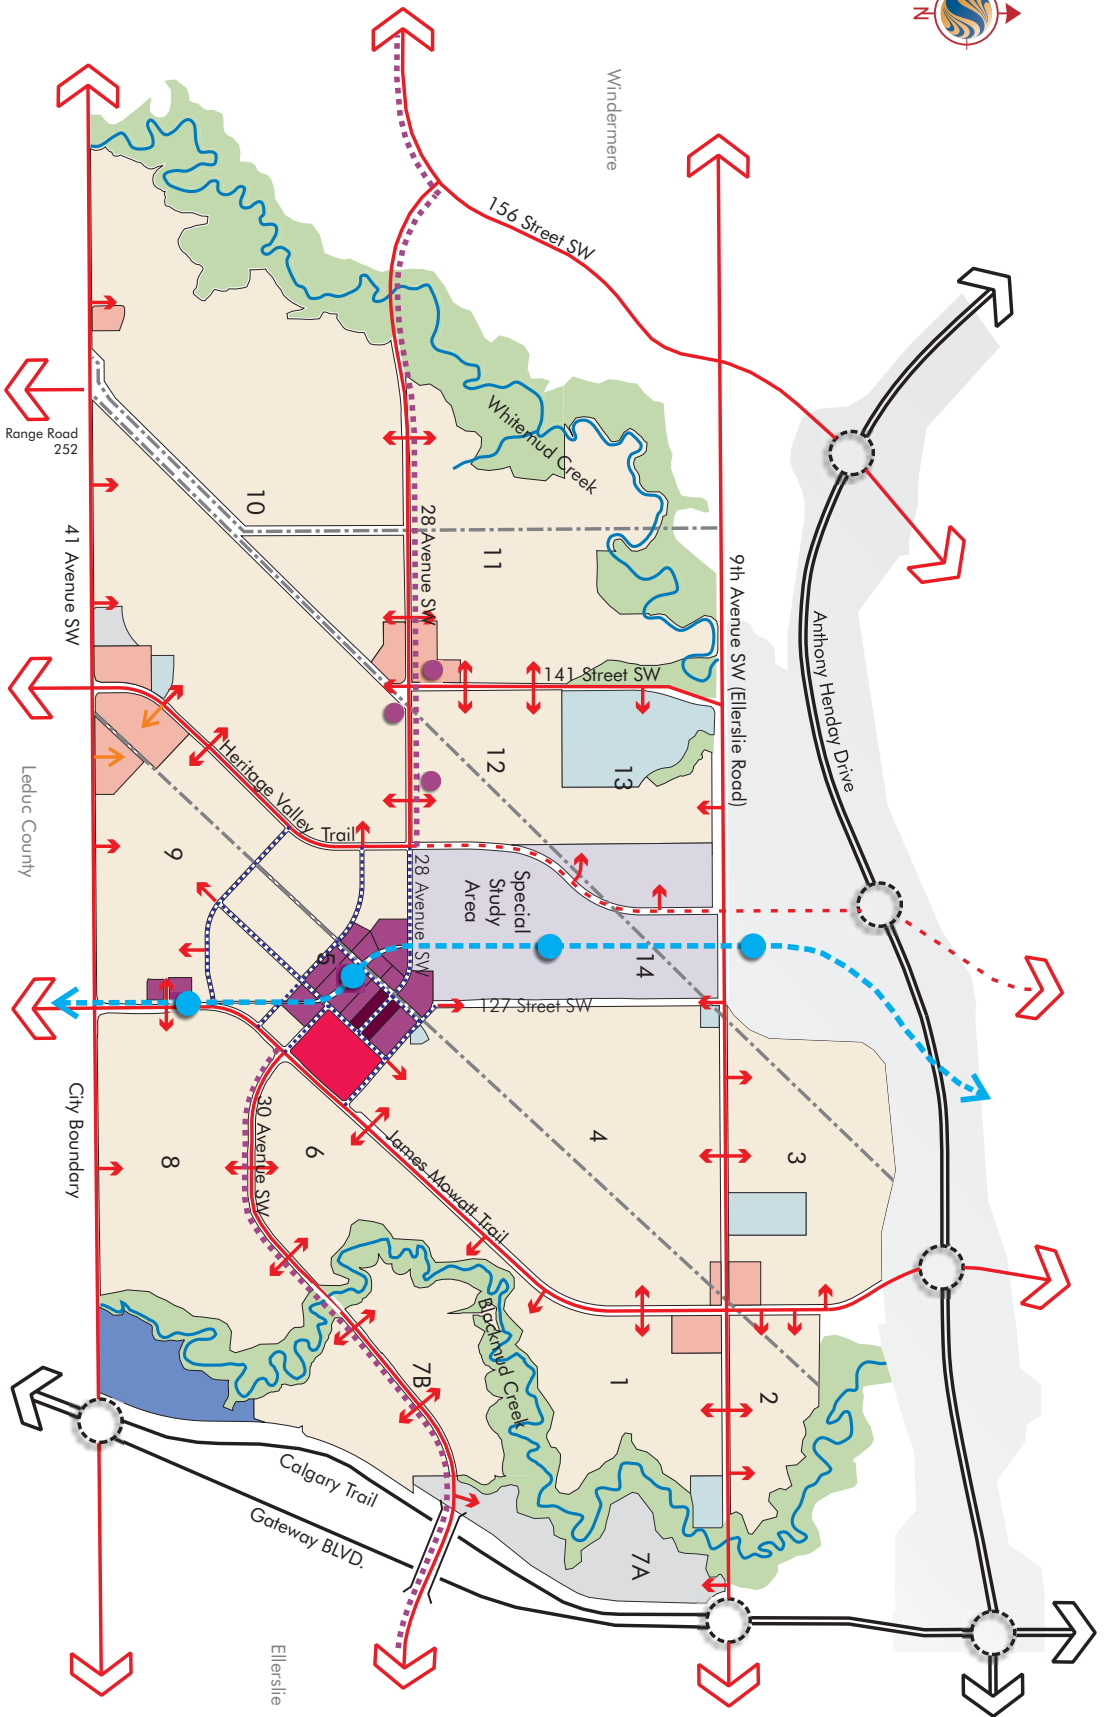 N
Windermere
156 Street SW
Whitemud Creek
Range Road
252
10
11
28 Avenue SW
41 Avenue SW
9th Avenue SW (Ellerslie Road)
Anthony Henday Drive
141 Street SW
12
13
Heritage Valley Trail
Leduc County
9
28 Avenue SW
Special
Study
Area
5
14
127 Street SW
City Boundary
8
30 Avenue SW
6
James Mowatt Trail
4
3
Blackmud Creek
7B
1
2
Calgary Trail
Gateway BLVD.
7A
Ellerslie